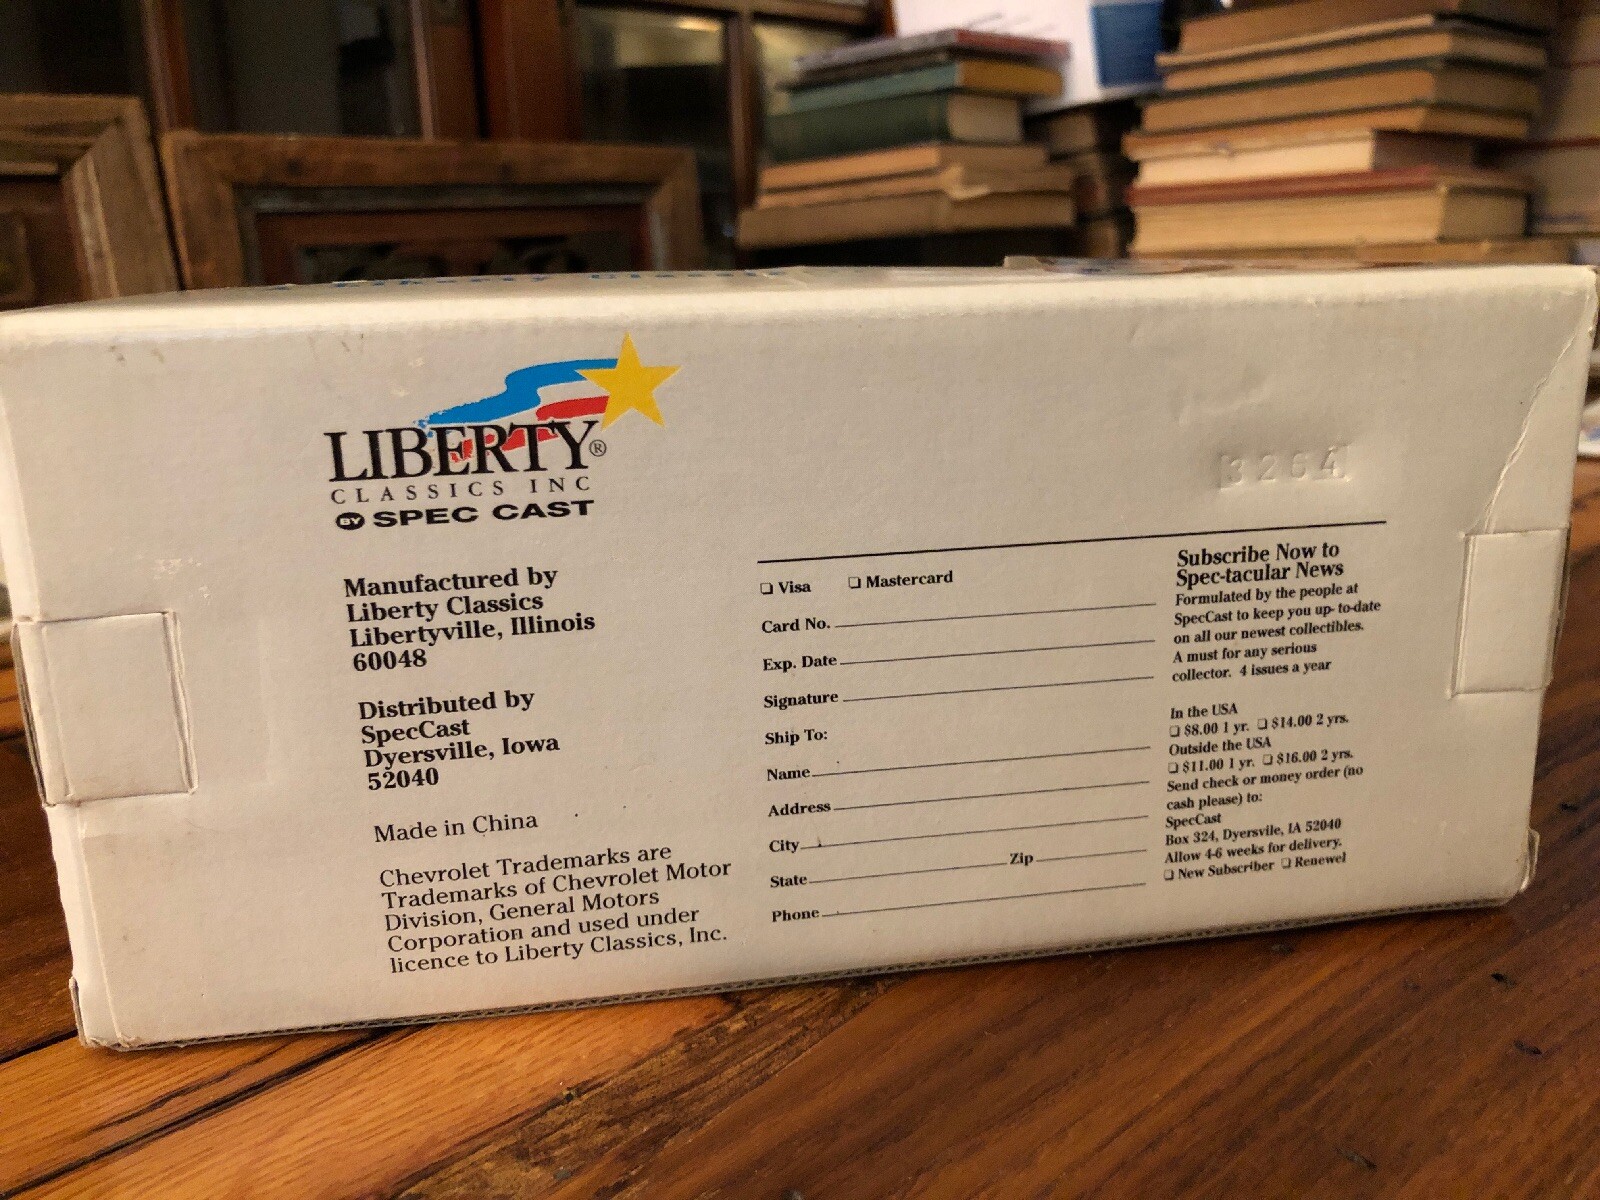 LIBERTY®
CLASSICS INC
BY SPEC CAST
Manufactured by
Liberty Classics
Libertyville, Illinois
60048
Distributed by
SpecCast
Dyersville, Iowa
52040
Made in China
Chevrolet Trademarks are
Trademarks of Chevrolet Motor
Division, General Motors
Corporation and used under
licence to Liberty Classics, Inc.
❏ Visa ❏ Mastercard
Card No.
Exp. Date
Signature
Ship To:
Name
Address
City
State Zip
Phone
3264
Subscribe Now to
Spec-tacular News
Formulated by the people at
SpecCast to keep you up- to-date
on all our newest collectibles.
A must for any serious
collector. 4 issues a year
In the USA
❏ $8.00 1 yr. ❏ $14.00 2 yrs.
Outside the USA
❏ $11.00 1 yr. ❏ $16.00 2 yrs.
Send check or money order (no
cash please) to:
SpecCast
Box 324, Dyersvile, IA 52040
Allow 4-6 weeks for delivery.
❏ New Subscriber ❏ Renewel